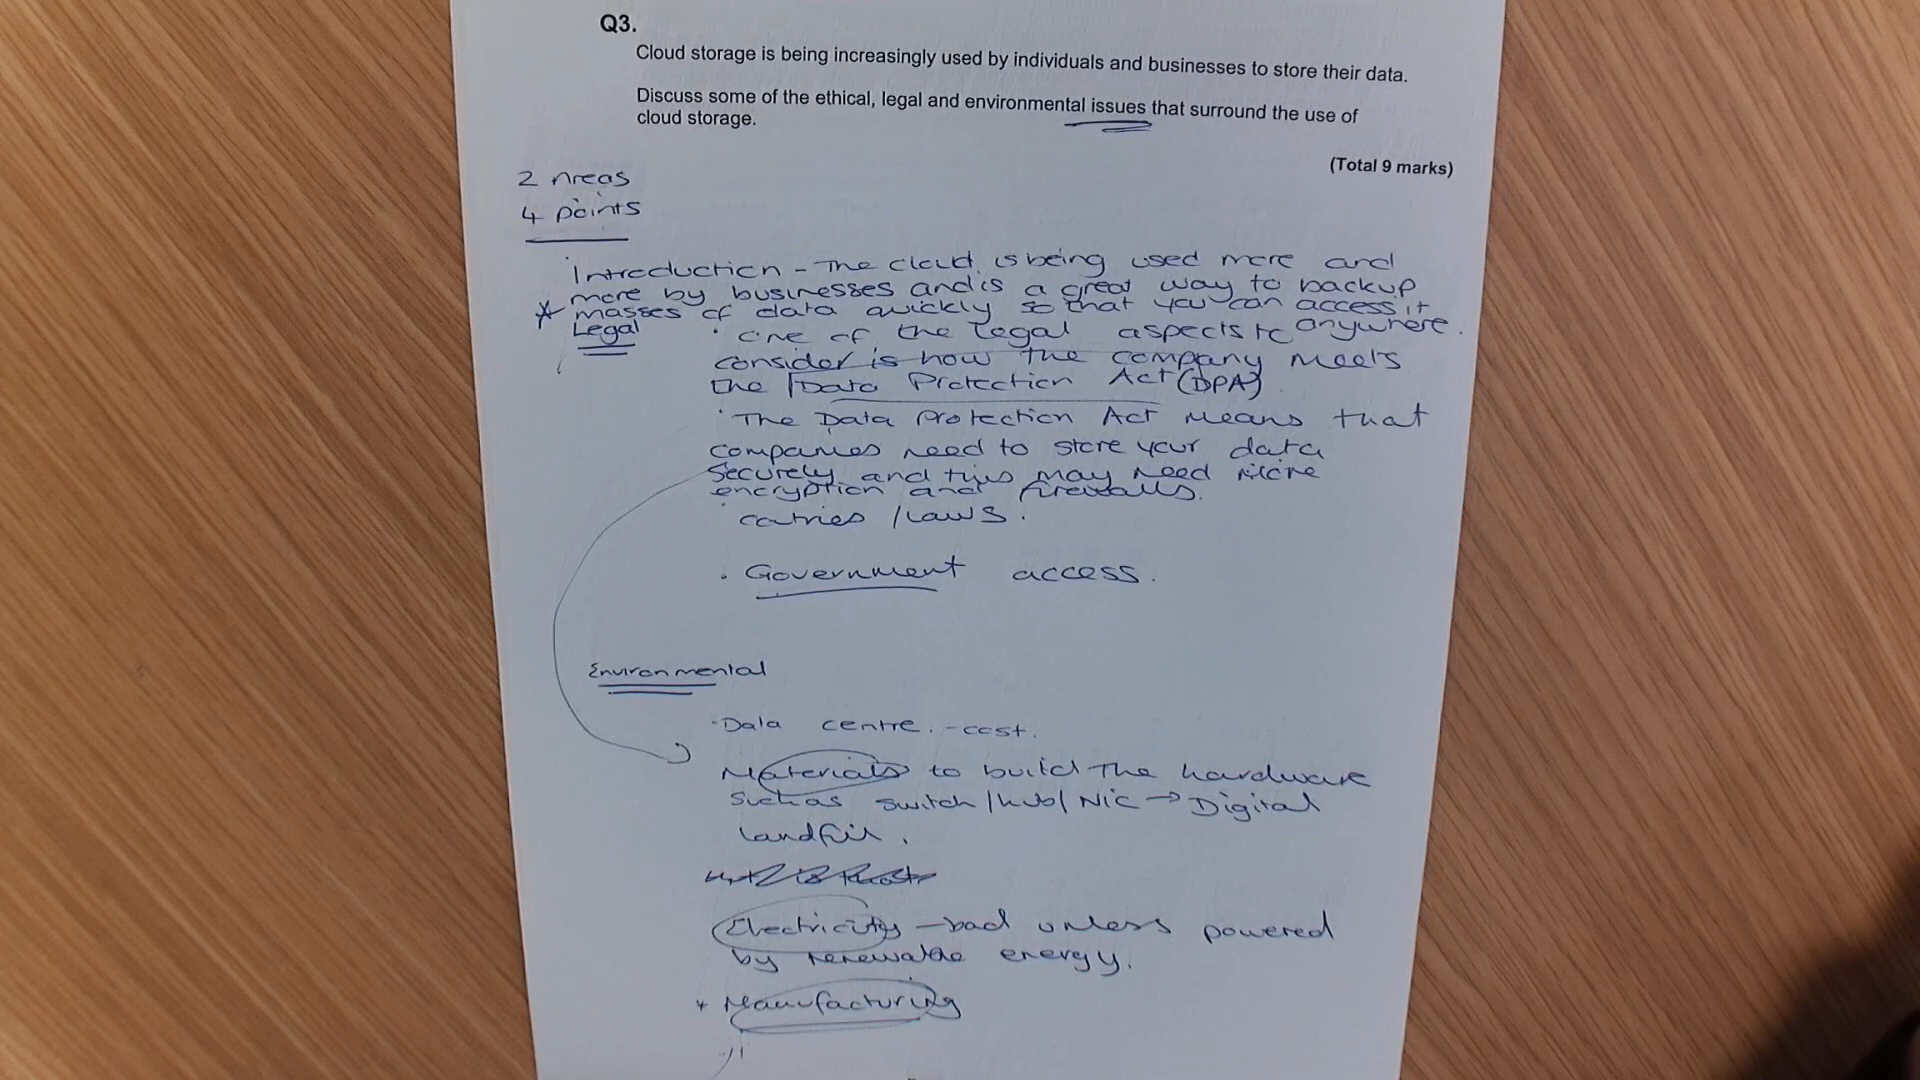 Q3.
Cloud storage is being increasingly used by individuals and businesses to store their data.
Discuss some of the ethical, legal and environmental issues that surround the use of
cloud storage.
(Total 9 marks)
2 Areas
4 points
Introduction - The cloud is being used more and
more by businesses and is a great way to backup
* masses of data quickly so that you can access it
anywhere.
Legal
· one of the legal aspects to
consider is how the company meets
the Data Protection Act (DPA)
· The Data Protection Act means that
companies need to store your data
securely and this may need more
encryption and firewalls.
· / laws.
· Government access.
Environmental
- Data centre. - cost.
Materials to build the hardware
such as switch / hub / NIC → Digital
landfill.
Electricity - bad unless powered
by renewable energy.
* Manufacturing